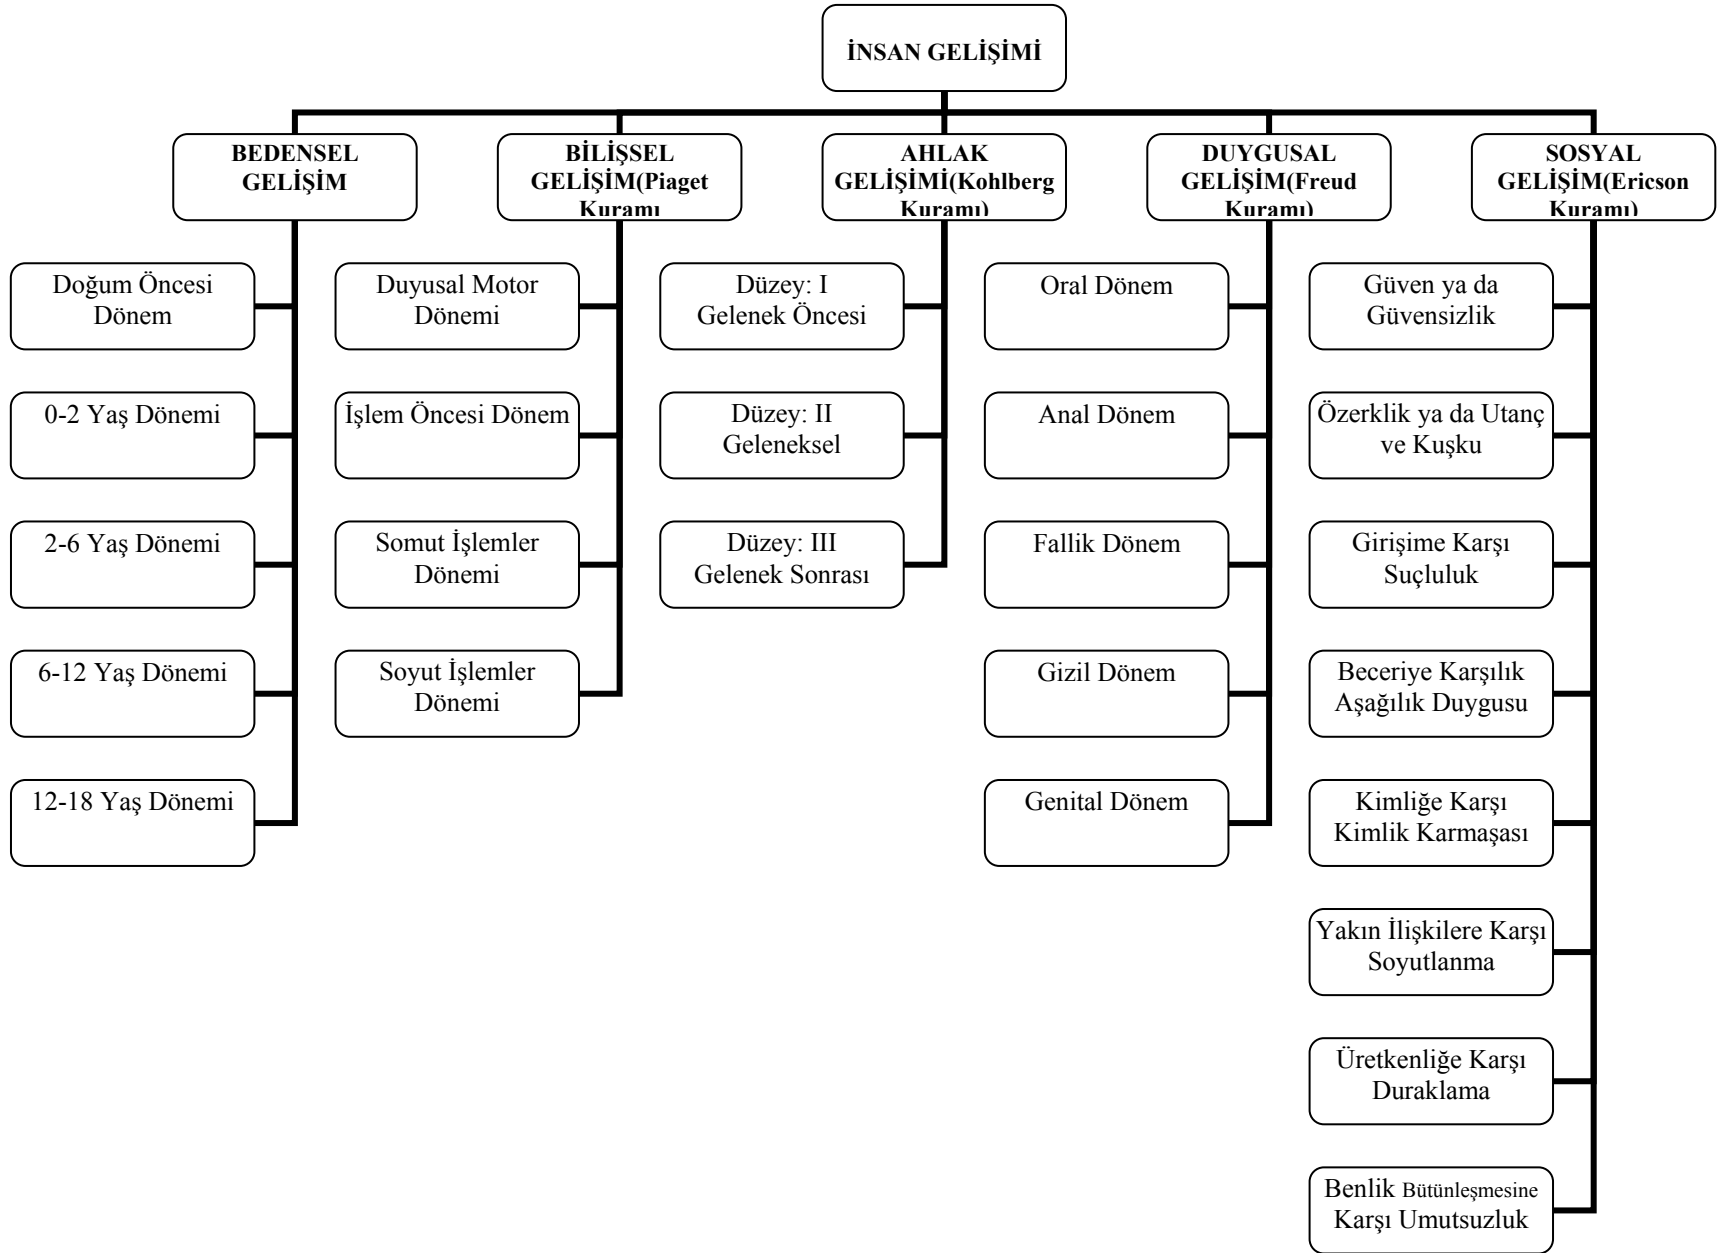 İNSAN GELİŞİMİ
BEDENSEL
GELİŞİM
BİLİŞSEL
GELİŞİM(Piaget
Kuramı
AHLAK
GELİŞİMİ(Kohlberg
Kuramı)
DUYGUSAL
GELİŞİM(Freud
Kuramı)
SOSYAL
GELİŞİM(Ericson
Kuramı)
Doğum Öncesi
Dönem
0-2 Yaş Dönemi
2-6 Yaş Dönemi
6-12 Yaş Dönemi
12-18 Yaş Dönemi
Duyusal Motor
Dönemi
İşlem Öncesi Dönem
Somut İşlemler
Dönemi
Soyut İşlemler
Dönemi
Düzey: I
Gelenek Öncesi
Düzey: II
Geleneksel
Düzey: III
Gelenek Sonrası
Oral Dönem
Anal Dönem
Fallik Dönem
Gizil Dönem
Genital Dönem
Güven ya da
Güvensizlik
Özerklik ya da Utanç
ve Kuşku
Girişime Karşı
Suçluluk
Beceriye Karşılık
Aşağılık Duygusu
Kimliğe Karşı
Kimlik Karmaşası
Yakın İlişkilere Karşı
Soyutlanma
Üretkenliğe Karşı
Duraklama
Benlik Bütünleşmesine
Karşı Umutsuzluk